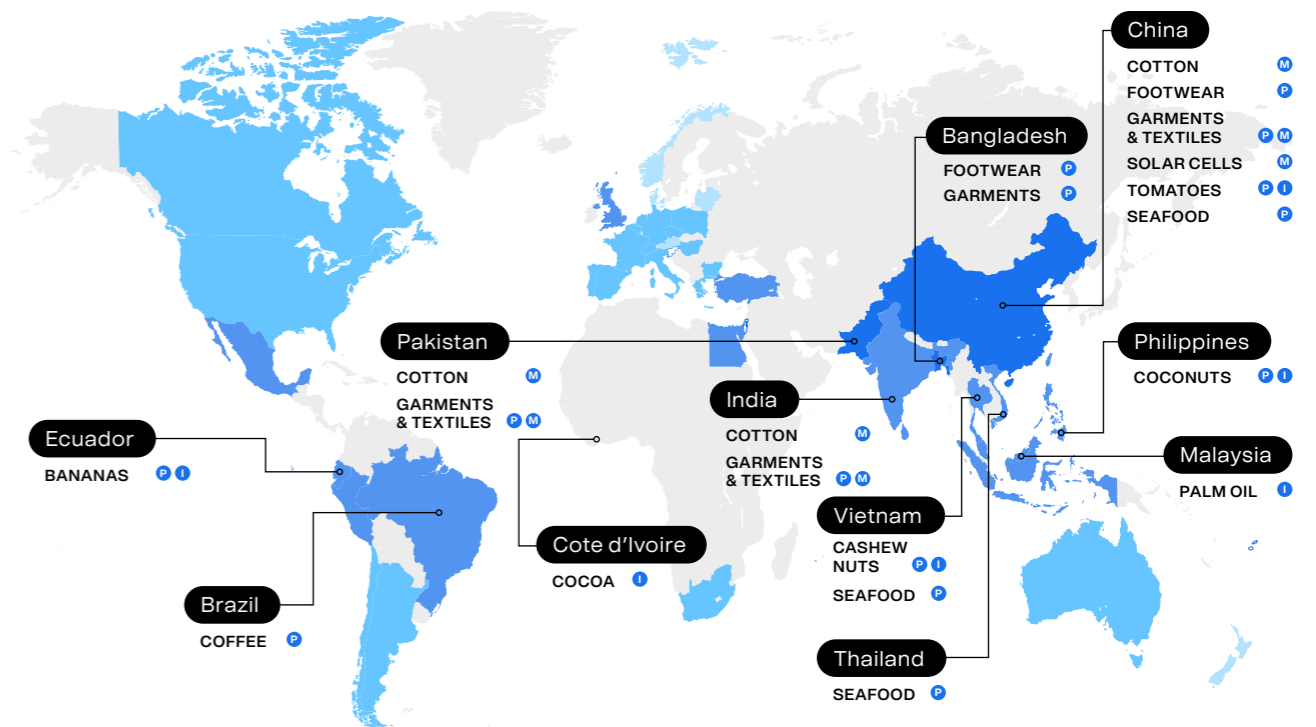 China
COTTON M
FOOTWEAR P
GARMENTS
& TEXTILES P M
SOLAR CELLS M
TOMATOES P I
SEAFOOD P
Bangladesh
FOOTWEAR P
GARMENTS P
Pakistan
COTTON M
GARMENTS
& TEXTILES P M
Philippines
COCONUTS P I
India
COTTON M
GARMENTS
& TEXTILES P M
Ecuador
BANANAS P I
Malaysia
PALM OIL I
Vietnam
CASHEW
NUTS P I
SEAFOOD P
Cote d'Ivoire
COCOA I
Brazil
COFFEE P
Thailand
SEAFOOD P